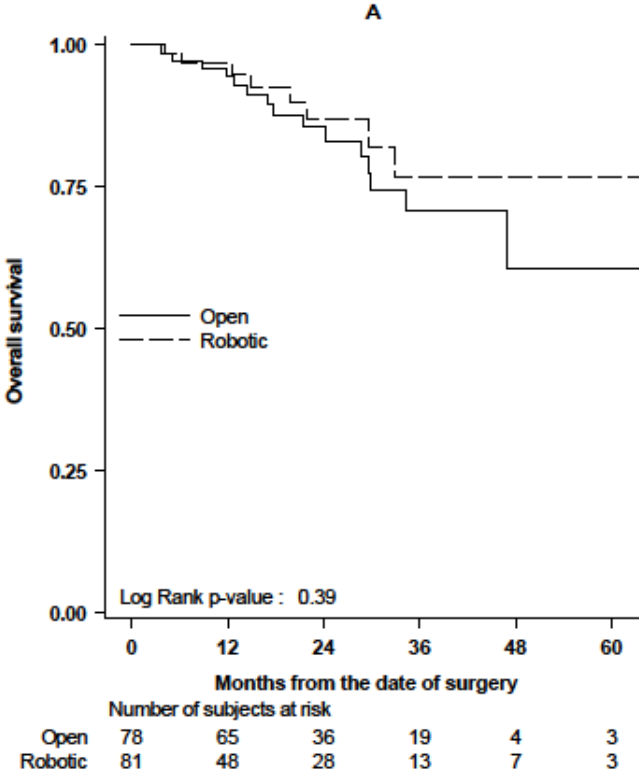 A
1.00
0.75
0.50
0.25
0.00
Overall survival
Open
Robotic
Log Rank p-value : 0.39
0 12 24 36 48 60
Months from the date of surgery
Number of subjects at risk
Open 78 65 36 19 4 3
Robotic 81 48 28 13 7 3